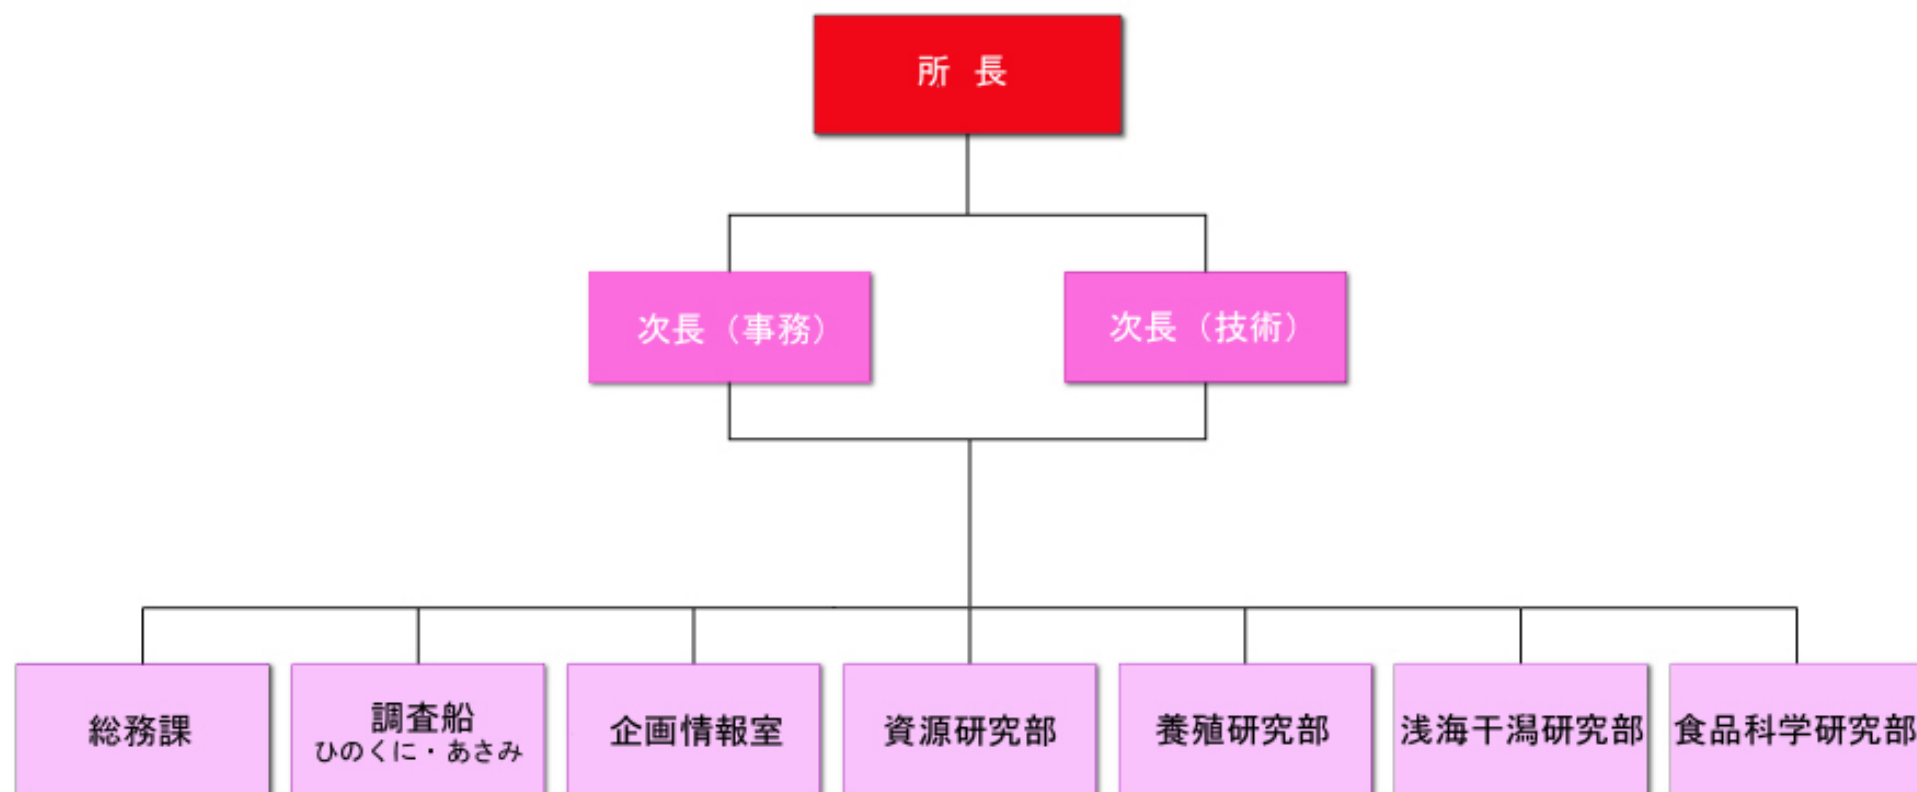 所 長
次長（事務）
次長（技術）
総務課
調査船
ひのくに・あさみ
企画情報室
資源研究部
養殖研究部
浅海干潟研究部
食品科学研究部